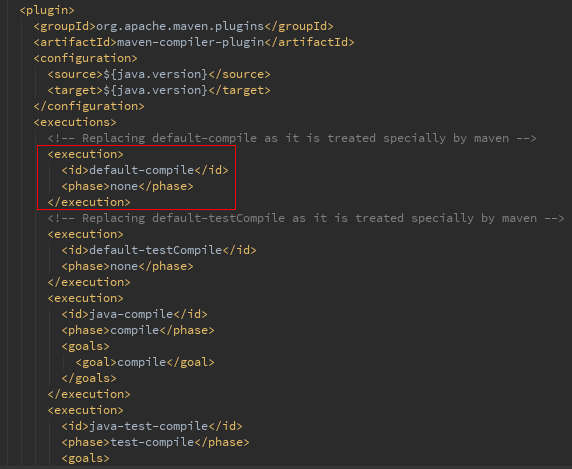 <plugin>
<groupId>org.apache.maven.plugins</groupId>
<artifactId>maven-compiler-plugin</artifactId>
<configuration>
<source>${java.version}</source>
<target>${java.version}</target>
</configuration>
<executions>
<!-- Replacing default-compile as it is treated specially by maven -->
<execution>
<id>default-compile</id>
<phase>none</phase>
</execution>
<!-- Replacing default-testCompile as it is treated specially by maven -->
<execution>
<id>default-testCompile</id>
<phase>none</phase>
</execution>
<execution>
<id>java-compile</id>
<phase>compile</phase>
<goals>
<goal>compile</goal>
</goals>
</execution>
<execution>
<id>java-test-compile</id>
<phase>test-compile</phase>
<goals>